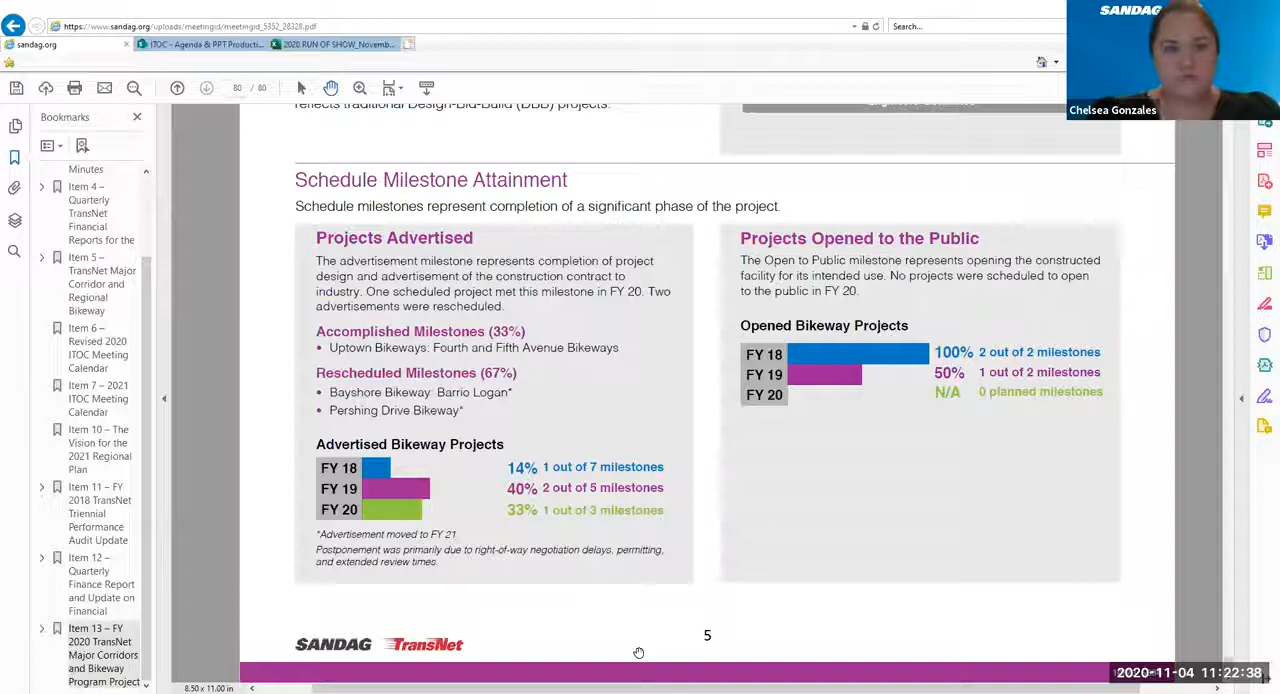 https://www.sandag.org/uploads/meetingid/meetingid_5352_28328.pdf
Search...
SANDAG
sandag.org
ITOC - Agenda & PPT Producti...
2020 RUN OF SHOW_Novemb...
80 / 80
Chelsea Gonzales
Bookmarks
Minutes
Item 4 –
Quarterly
TransNet
Financial
Reports for the
Item 5 –
TransNet Major
Corridor and
Regional
Bikeway
Item 6 –
Revised 2020
ITOC Meeting
Calendar
Item 7 – 2021
ITOC Meeting
Calendar
Item 10 – The
Vision for the
2021 Regional
Plan
Item 11 – FY
2018 TransNet
Triennial
Performance
Audit Update
Item 12 –
Quarterly
Finance Report
and Update on
Financial
Item 13 – FY
2020 TransNet
Major Corridors
and Bikeway
Program Project
reflects traditional Design-Bid-Build (DBB) projects.
Schedule Milestone Attainment
Schedule milestones represent completion of a significant phase of the project.
Projects Advertised
The advertisement milestone represents completion of project
design and advertisement of the construction contract to
industry. One scheduled project met this milestone in FY 20. Two
advertisements were rescheduled.
Accomplished Milestones (33%)
• Uptown Bikeways: Fourth and Fifth Avenue Bikeways
Rescheduled Milestones (67%)
• Bayshore Bikeway: Barrio Logan*
• Pershing Drive Bikeway*
Advertised Bikeway Projects
FY 18 14% 1 out of 7 milestones
FY 19 40% 2 out of 5 milestones
FY 20 33% 1 out of 3 milestones
*Advertisement moved to FY 21
Postponement was primarily due to right-of-way negotiation delays, permitting,
and extended review times.
Projects Opened to the Public
The Open to Public milestone represents opening the constructed
facility for its intended use. No projects were scheduled to open
to the public in FY 20.
Opened Bikeway Projects
FY 18 100% 2 out of 2 milestones
FY 19 50% 1 out of 2 milestones
FY 20 N/A 0 planned milestones
SANDAG TransNet
5
8.50 x 11.00 in
2020-11-04 11:22:38